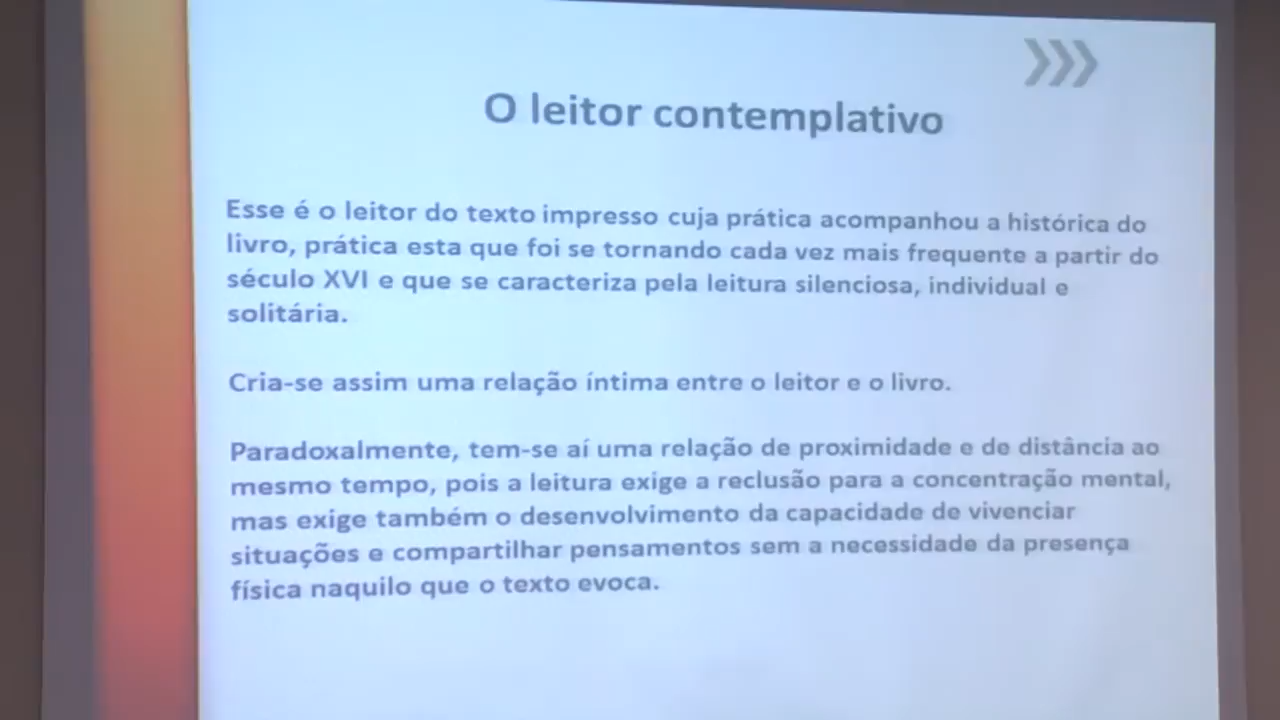 O leitor contemplativo
Esse é o leitor do texto impresso cuja prática acompanhou a histórica do
livro, prática esta que foi se tornando cada vez mais frequente a partir do
século XVI e que se caracteriza pela leitura silenciosa, individual e
solitária.
Cria-se assim uma relação íntima entre o leitor e o livro.
Paradoxalmente, tem-se aí uma relação de proximidade e de distância ao
mesmo tempo, pois a leitura exige a reclusão para a concentração mental,
mas exige também o desenvolvimento da capacidade de vivenciar
situações e compartilhar pensamentos sem a necessidade da presença
física naquilo que o texto evoca.